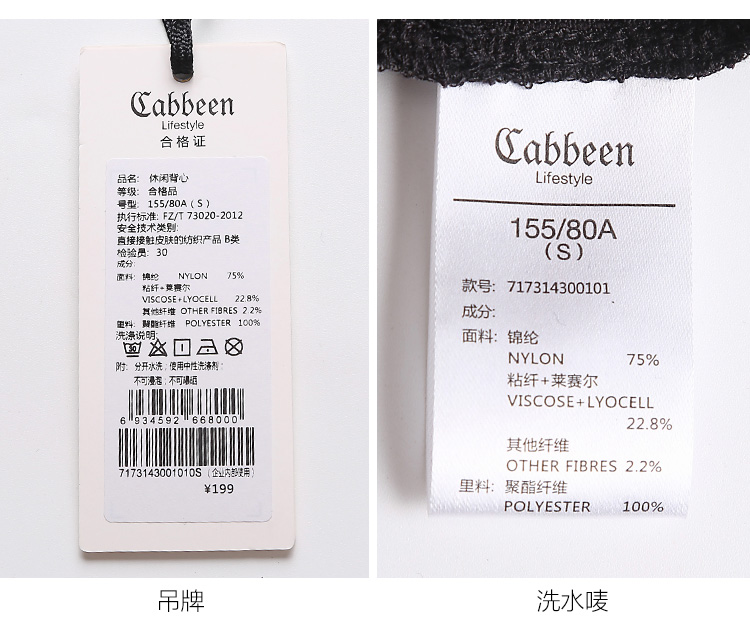 Cabbeen
Lifestyle
合格证
品名: 休闲背心
等级: 合格品
号型: 155/80A（S）
执行标准: FZ/T 73020-2012
安全技术类别:
直接接触皮肤的纺织产品 B类
检验员: 30
成分:
面料: 锦纶 NYLON 75%
粘纤+莱赛尔
VISCOSE+LYOCELL 22.8%
其他纤维 OTHER FIBRES 2.2%
里料: 聚酯纤维 POLYESTER 100%
洗涤说明:
附: 分开水洗, 使用中性洗涤剂,
不可浸泡, 不可曝晒
6 934592 668000
7173143001010S（企业内部使用）
¥199
吊牌
Cabbeen
Lifestyle
155/80A
（S）
款号: 717314300101
成分:
面料: 锦纶
NYLON 75%
粘纤+莱赛尔
VISCOSE+LYOCELL
22.8%
其他纤维
OTHER FIBRES 2.2%
里料: 聚酯纤维
POLYESTER 100%
洗水唛